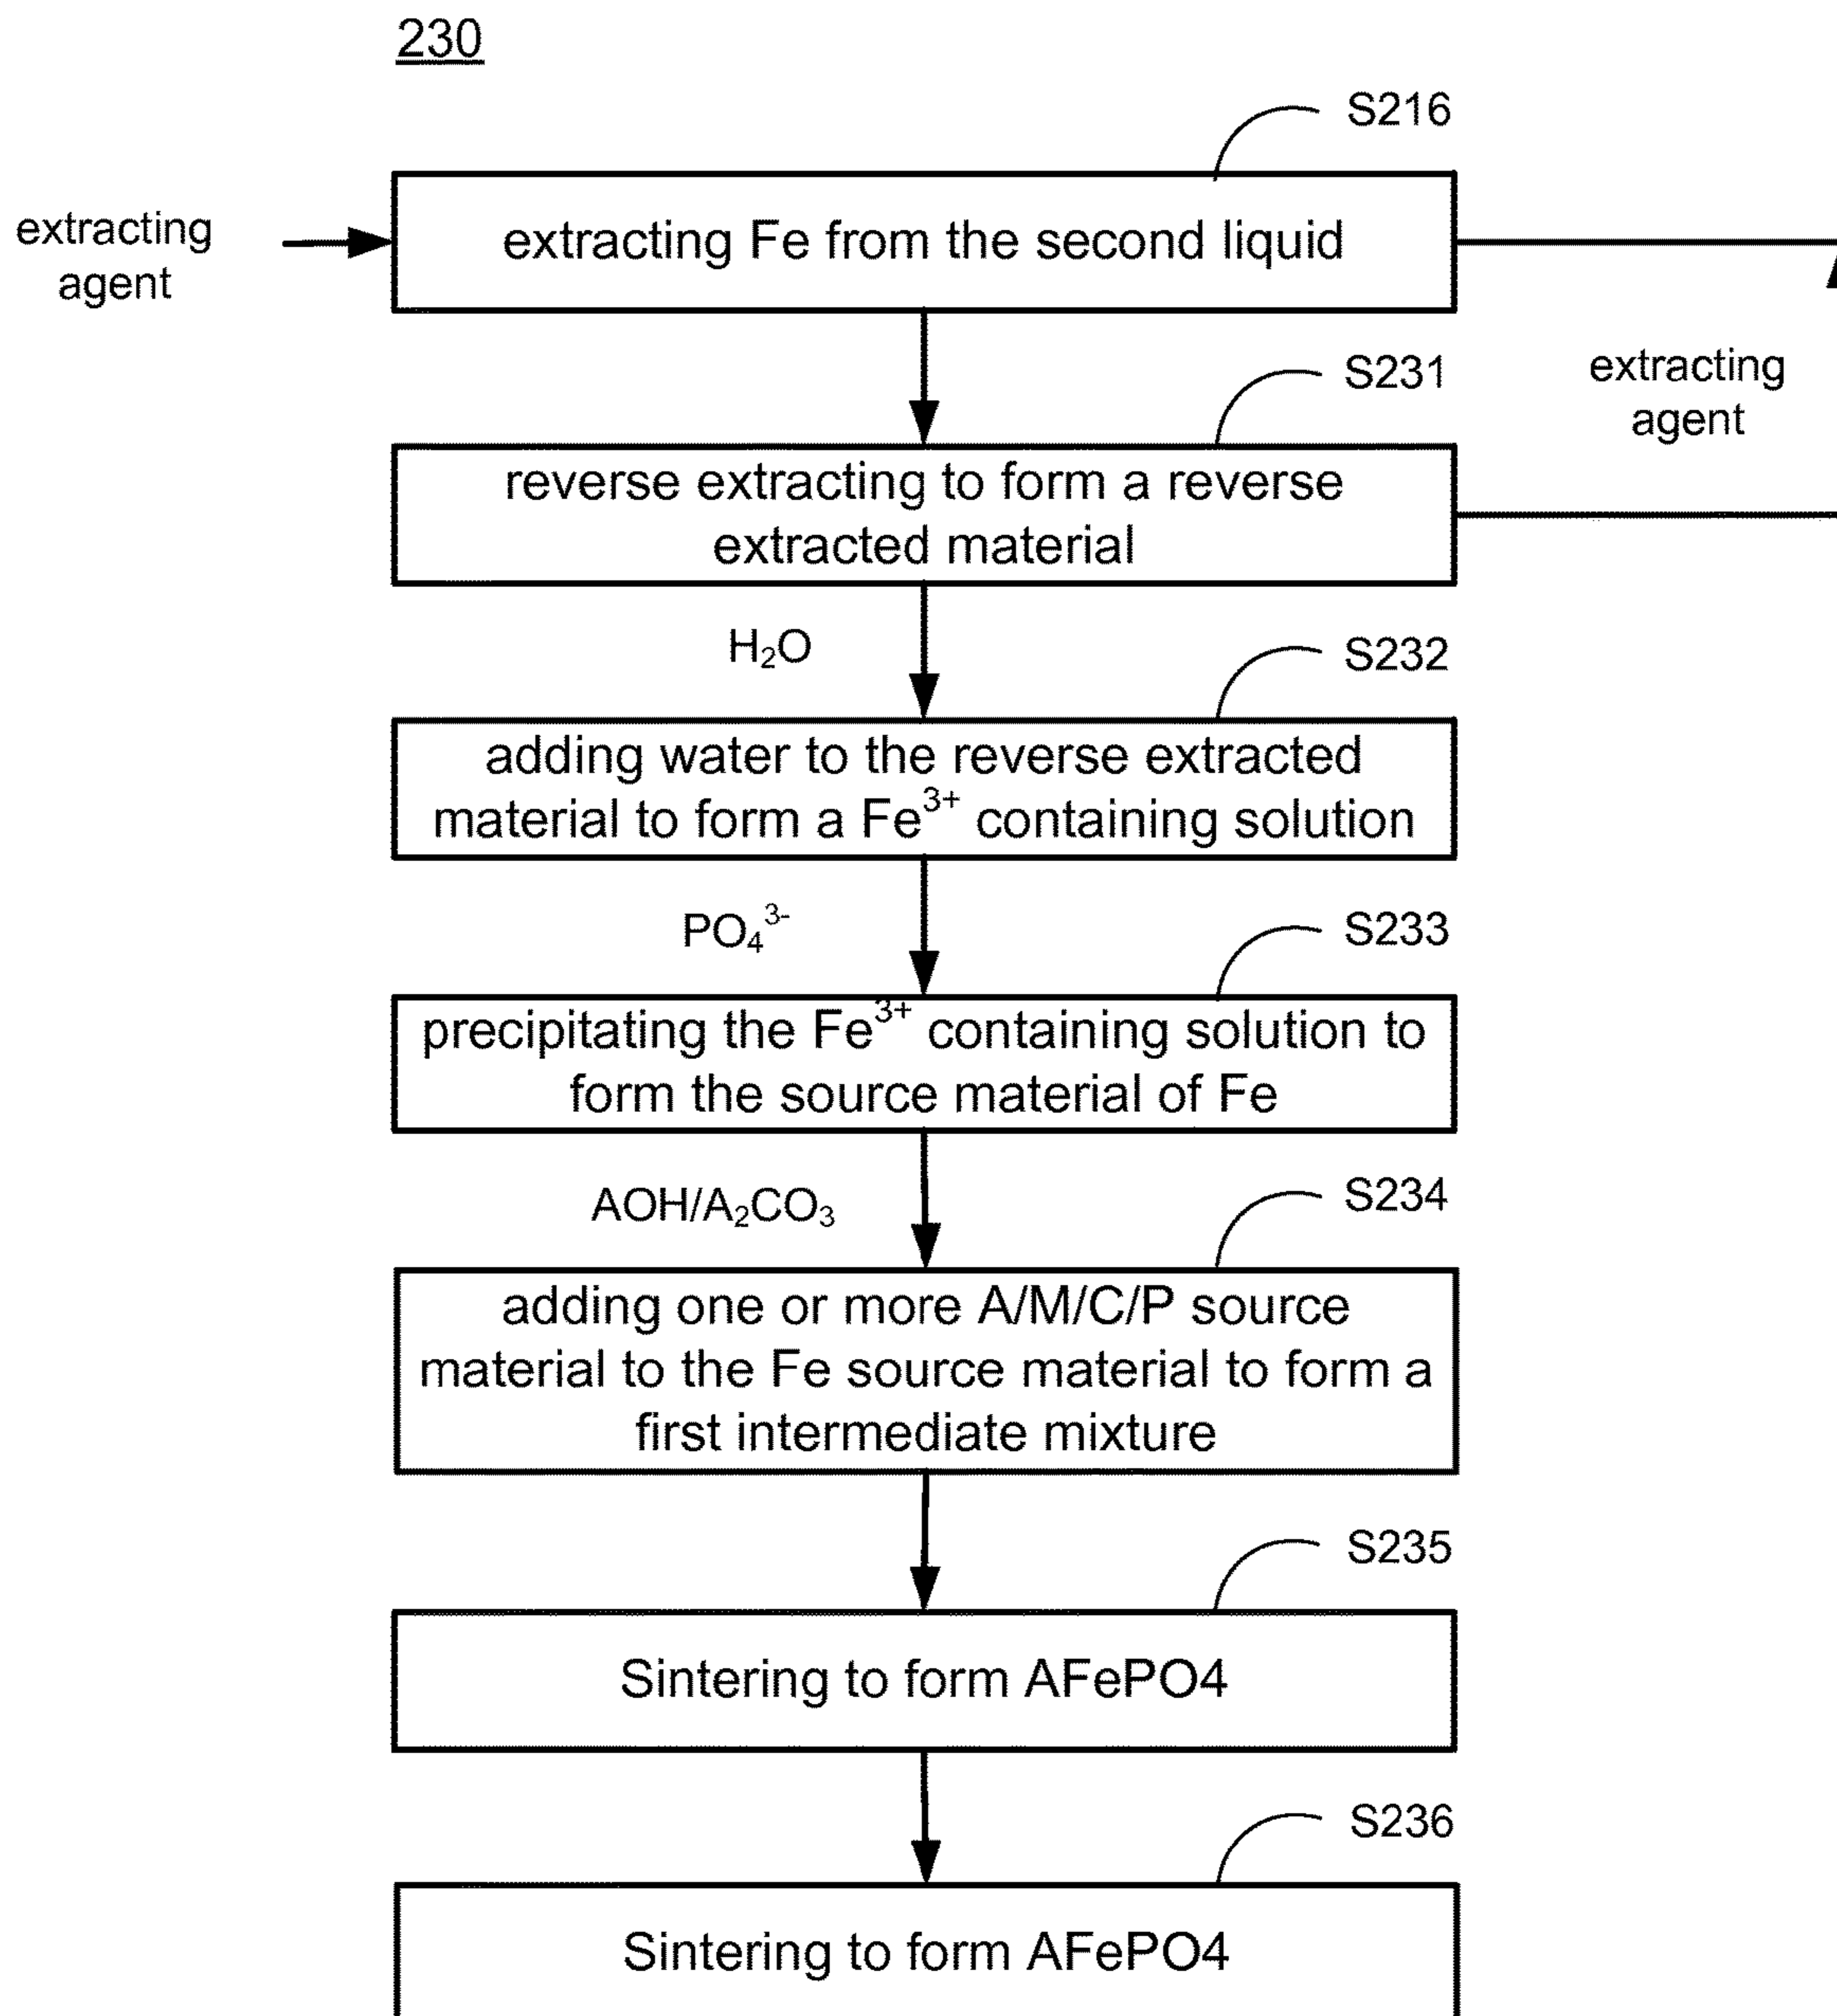 230
S216
extracting
agent
extracting Fe from the second liquid
S231
extracting
agent
reverse extracting to form a reverse
extracted material
H₂O
S232
adding water to the reverse extracted
material to form a Fe³⁺ containing solution
PO₄³⁻
S233
precipitating the Fe³⁺ containing solution to
form the source material of Fe
AOH/A₂CO₃
S234
adding one or more A/M/C/P source
material to the Fe source material to form a
first intermediate mixture
S235
Sintering to form AFePO4
S236
Sintering to form AFePO4